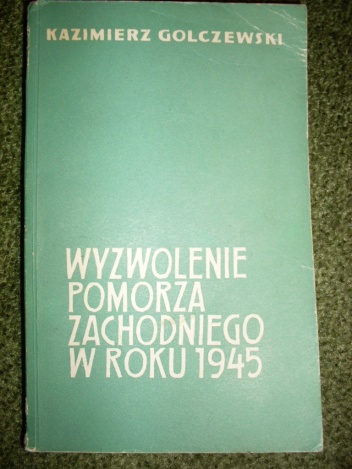 KAZIMIERZ GOLCZEWSKI
WYZWOLENIE
POMORZA
ZACHODNIEGO
W ROKU 1945